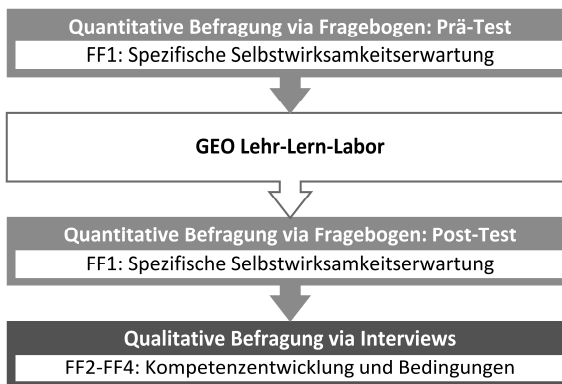 Quantitative Befragung via Fragebogen: Prä-Test
FF1: Spezifische Selbstwirksamkeitserwartung
GEO Lehr-Lern-Labor
Quantitative Befragung via Fragebogen: Post-Test
FF1: Spezifische Selbstwirksamkeitserwartung
Qualitative Befragung via Interviews
FF2-FF4: Kompetenzentwicklung und Bedingungen